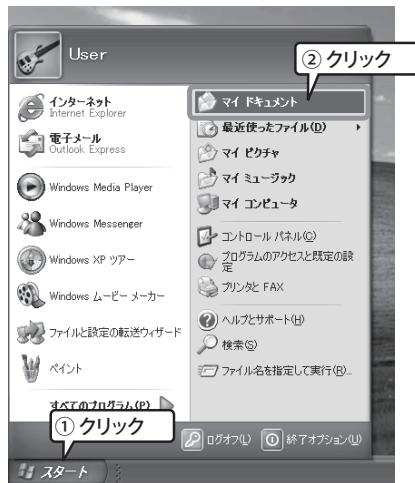 User
② クリック
インターネット
Internet Explorer
電子メール
Outlook Express
Windows Media Player
Windows Messenger
Windows XP ツアー
Windows ムービー メーカー
ファイルと設定の転送ウィザード
ペイント
すべてのプログラム(P)
マイ ドキュメント
最近使ったファイル(D)
マイ ピクチャ
マイ ミュージック
マイ コンピュータ
コントロール パネル(C)
プログラムのアクセスと既定の設
定
プリンタと FAX
ヘルプとサポート(H)
検索(S)
ファイル名を指定して実行(R)...
① クリック
ログオフ(L)
終了オプション(U)
スタート